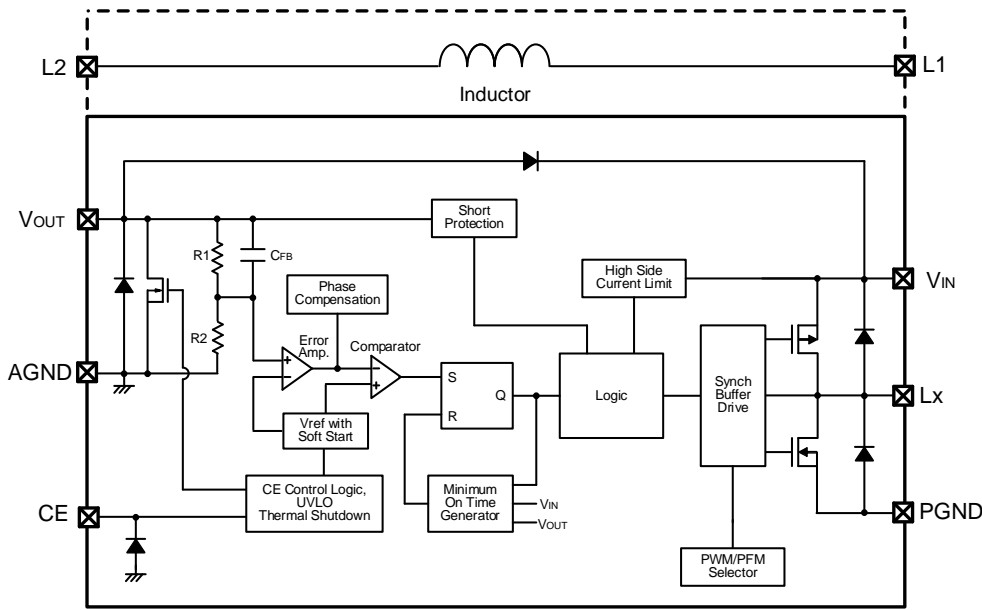 L2
L1
Inductor
VOUT
Short
Protection
R1
CFB
High Side
Current Limit
VIN
Phase
Compensation
R2
Error
Amp.
Comparator
AGND
+
−
−
+
S
Q
R
Logic
Synch
Buffer
Drive
Lx
Vref with
Soft Start
CE Control Logic,
UVLO
Thermal Shutdown
Minimum
On Time
Generator
VIN
VOUT
CE
PGND
PWM/PFM
Selector